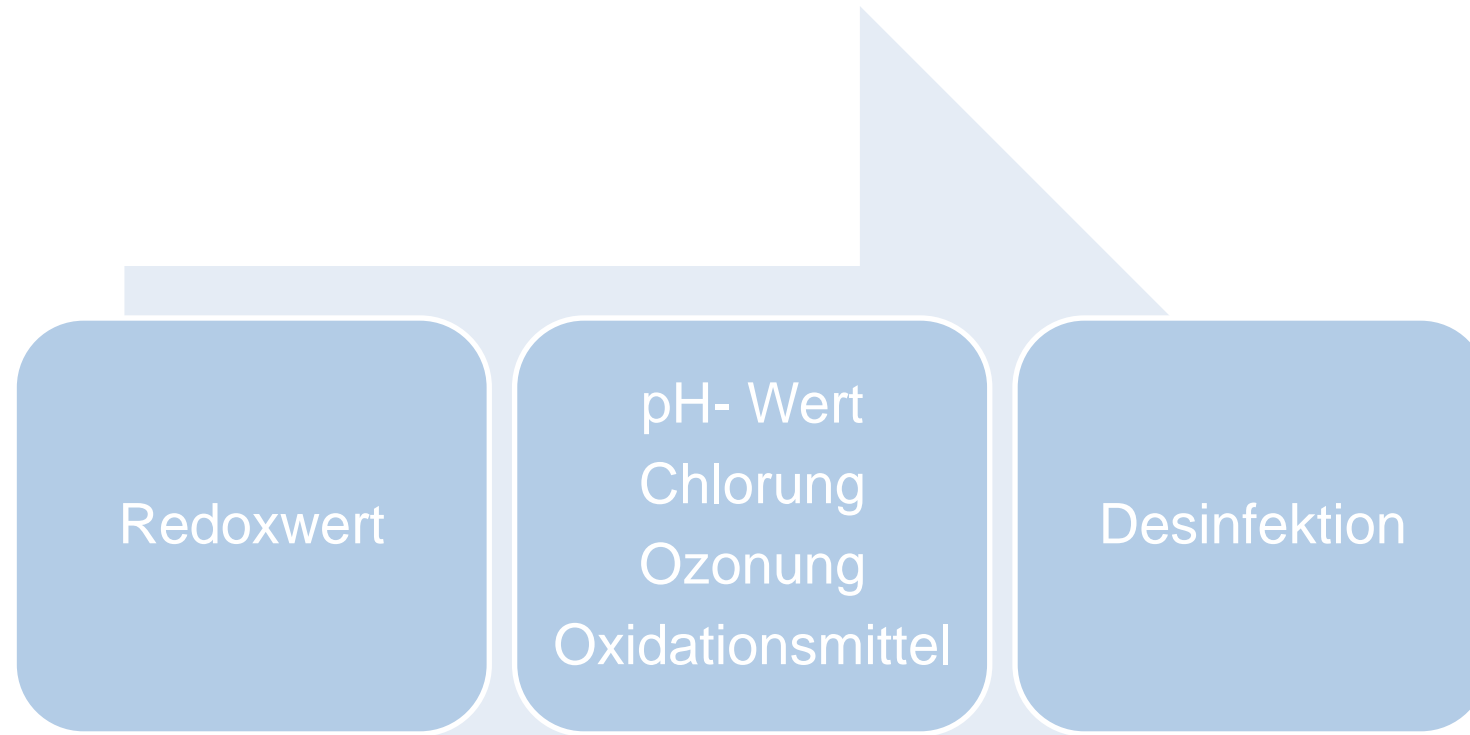 Redoxwert
pH- Wert
Chlorung
Ozonung
Oxidationsmittel
Desinfektion